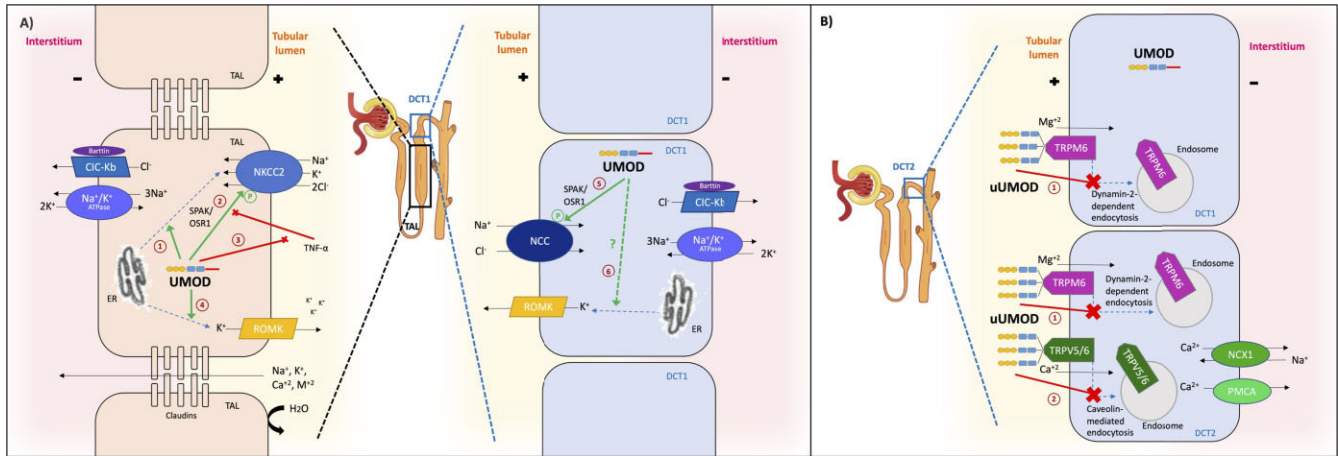 A)
Interstitium
Tubular
lumen
-
+
TAL
TAL
Barttin
ClC-Kb
Cl-
Na+/K+
ATPase
3Na+
2K+
NKCC2
Na+
K+
2Cl-
P
SPAK/
OSR1
1
2
3
4
TNF-α
UMOD
ER
K+
ROMK
K+
K+
K+
K+
Na+, K+,
Ca+2, M+2
Claudins
TAL
H2O
DCT1
TAL
Tubular
lumen
Interstitium
+
-
DCT1
DCT1
UMOD
5
SPAK/
OSR1
P
Na+
Cl-
NCC
?
6
Barttin
Cl-
ClC-Kb
3Na+
Na+/K+
ATPase
2K+
ROMK
K+
ER
DCT1
B)
DCT2
Tubular
lumen
Interstitium
+
-
UMOD
Mg+2
TRPM6
Endosome
TRPM6
uUMOD
1
Dynamin-2-
dependent
endocytosis
DCT1
Mg+2
TRPM6
Dynamin-2-
dependent
endocytosis
Endosome
TRPM6
uUMOD
1
TRPV5/6
Ca+2
TRPV5/6
2
Caveolin-
mediated
endocytosis
Endosome
Ca2+
NCX1
Na+
Ca2+
PMCA
DCT2